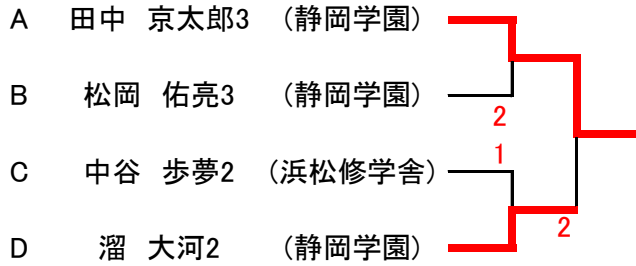 A 田中 京太郎3 (静岡学園)
B 松岡 佑亮3 (静岡学園)
2
1
C 中谷 歩夢2 (浜松修学舎)
2
D 溜 大河2 (静岡学園)